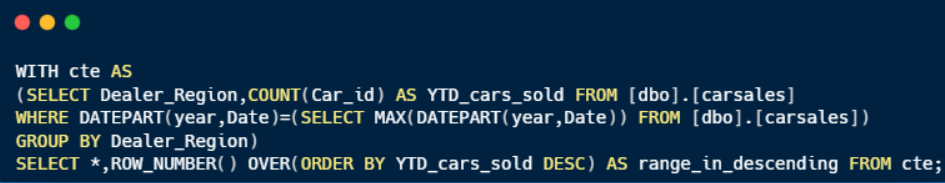 WITH cte AS
(SELECT Dealer_Region,COUNT(Car_id) AS YTD_cars_sold FROM [dbo].[carsales]
WHERE DATEPART(year,Date)=(SELECT MAX(DATEPART(year,Date)) FROM [dbo].[carsales])
GROUP BY Dealer_Region)
SELECT *,ROW_NUMBER() OVER(ORDER BY YTD_cars_sold DESC) AS range_in_descending FROM cte;